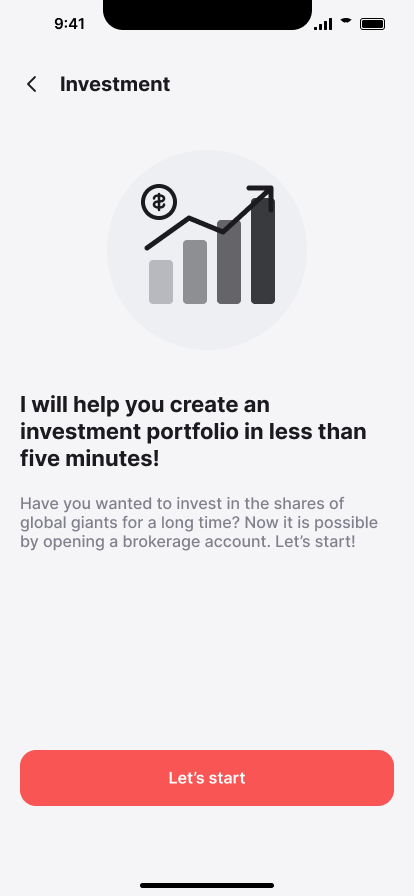 9:41
Investment
I will help you create an
investment portfolio in less than
five minutes!
Have you wanted to invest in the shares of
global giants for a long time? Now it is possible
by opening a brokerage account. Let’s start!
Let’s start